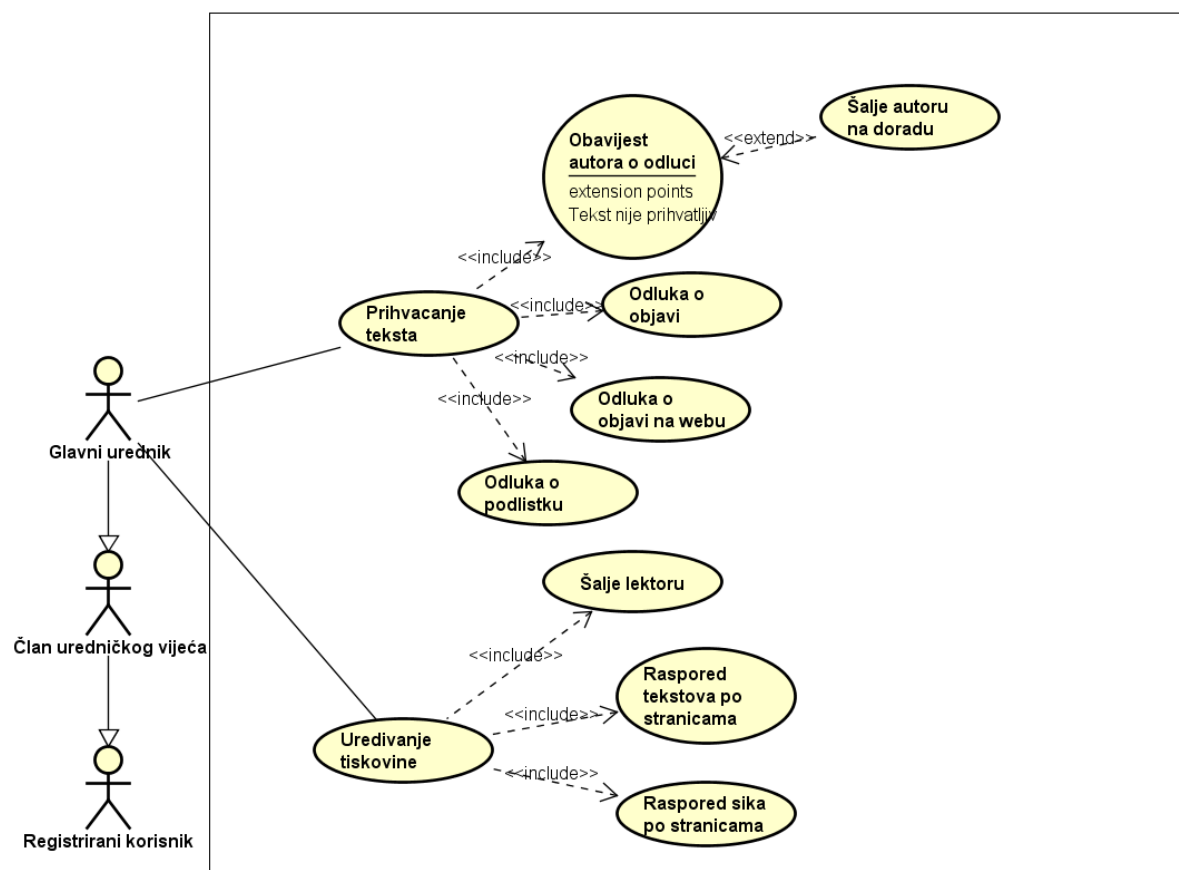 Šalje autoru
na doradu
<<extend>>
Obavijest
autora o odluci
extension points
Tekst nije prihvatljiv
<<include>>
Prihvacanje
teksta
<<include>>
Odluka o
objavi
<<include>>
Odluka o
objavi na webu
<<include>>
Odluka o
podlistku
Glavni urednik
Član uredničkog vijeća
Registrirani korisnik
Šalje lektoru
<<include>>
Uredivanje
tiskovine
<<include>>
Raspored
tekstova po
stranicama
<<include>>
Raspored sika
po stranicama